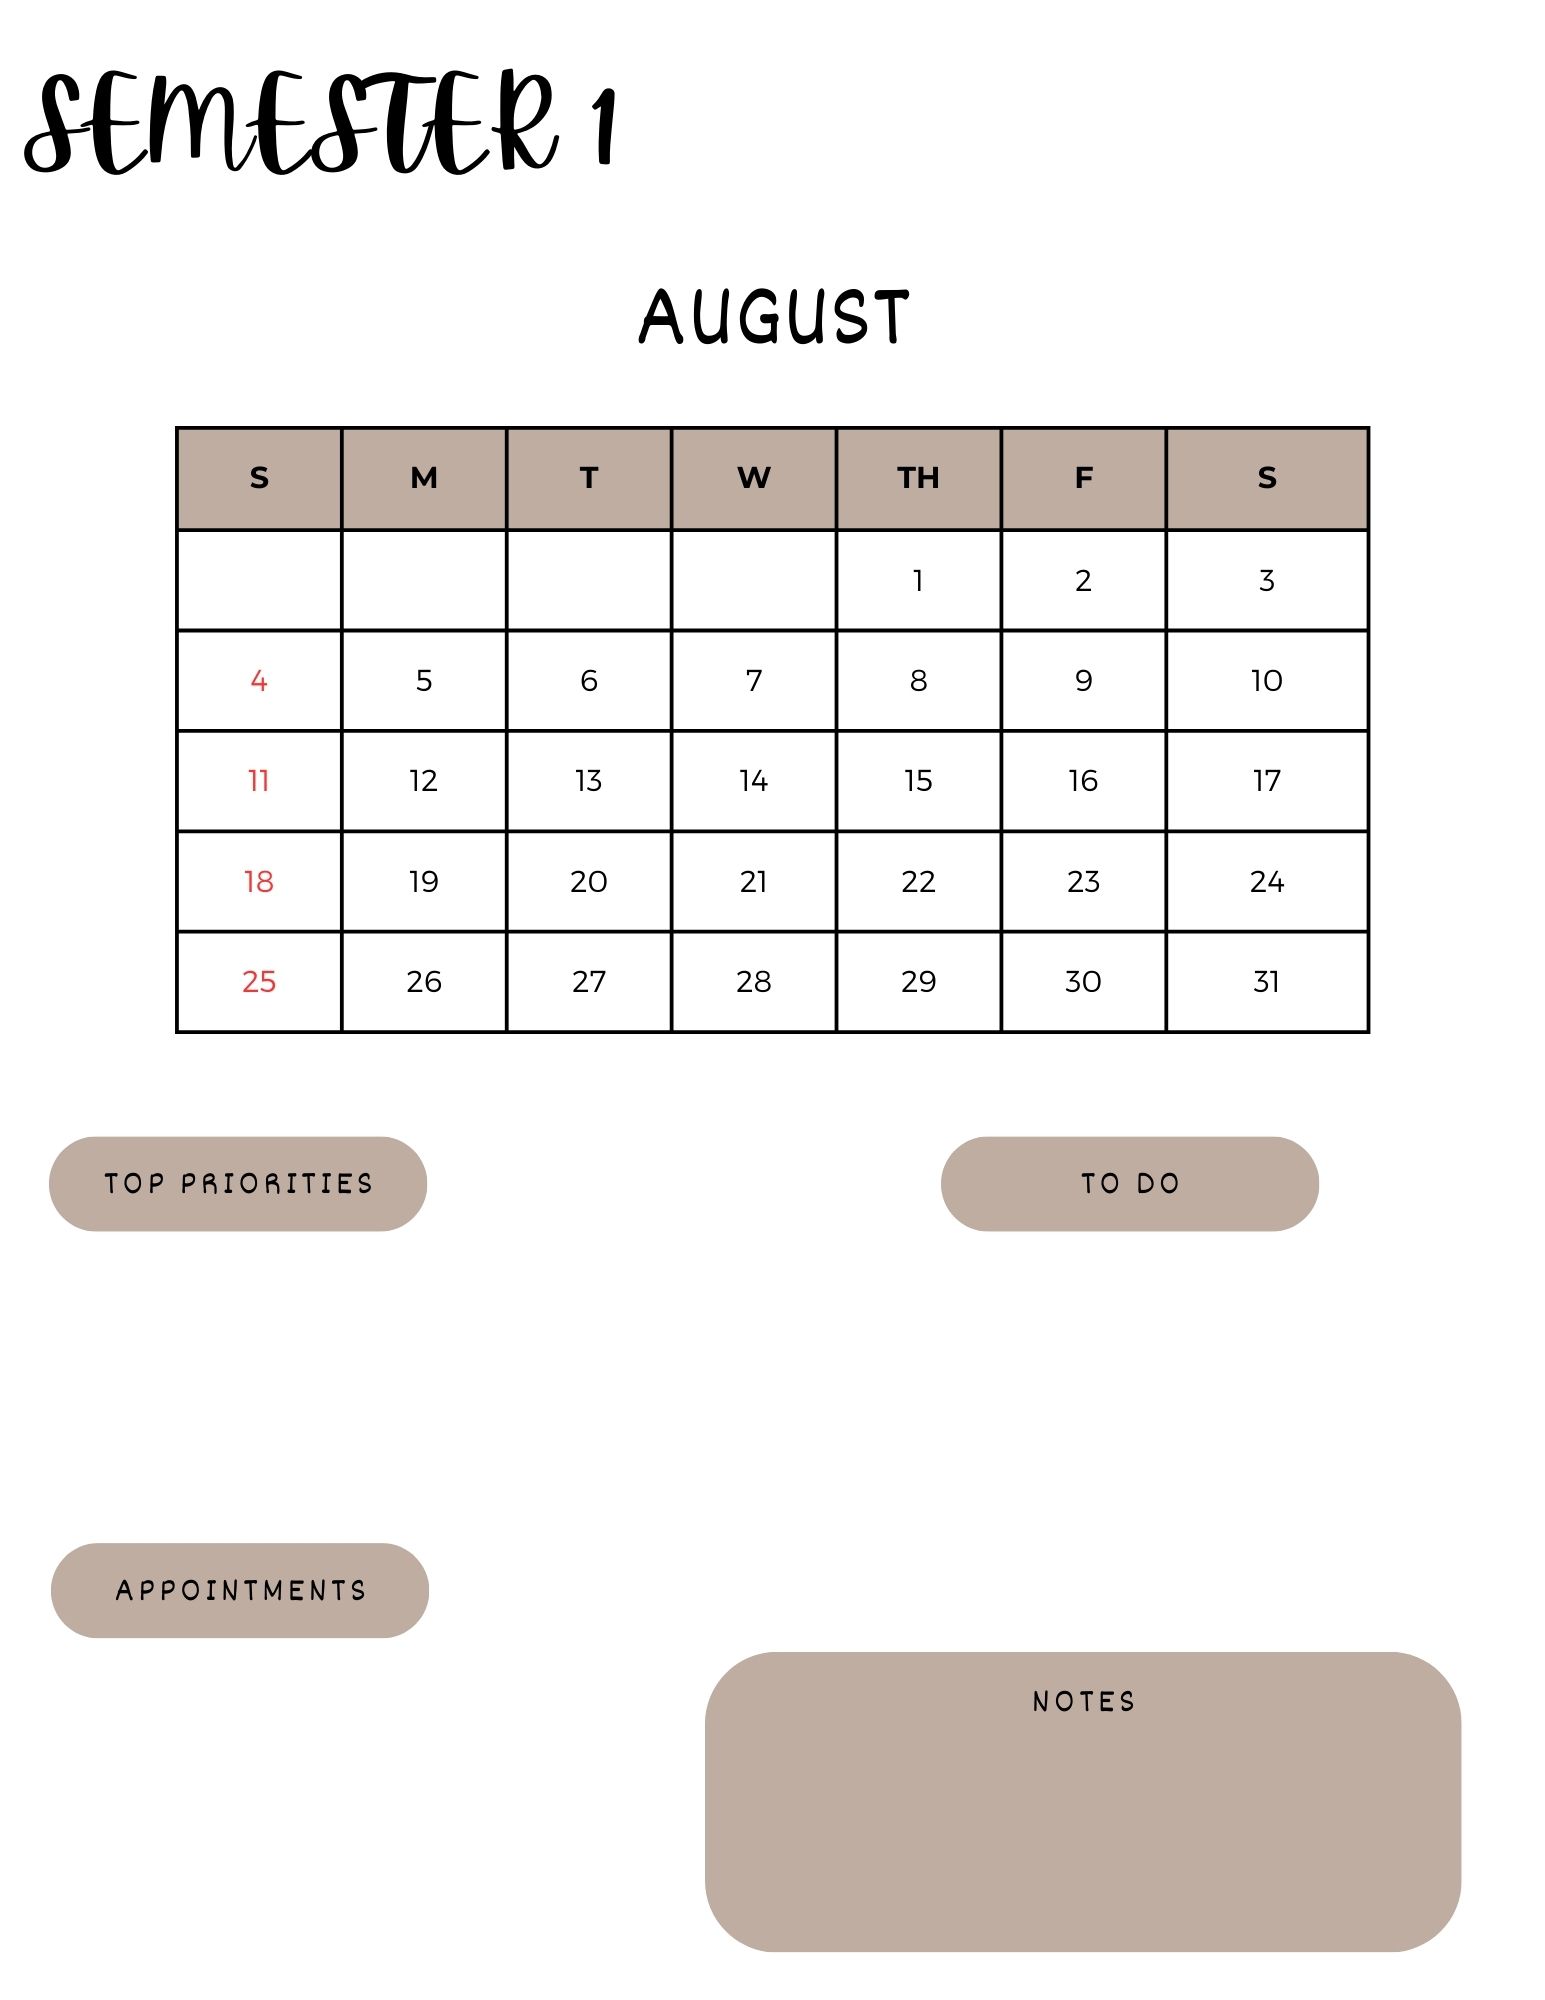 SEMESTER 1
AUGUST
S M T W TH F S
1 2 3
4 5 6 7 8 9 10
11 12 13 14 15 16 17
18 19 20 21 22 23 24
25 26 27 28 29 30 31
TOP PRIORITIES
TO DO
APPOINTMENTS
NOTES